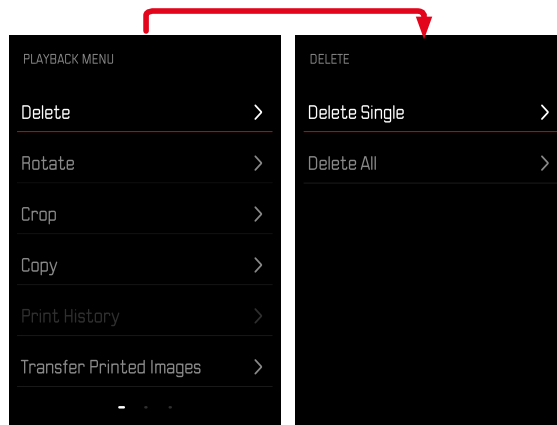 PLAYBACK MENU
Delete
Rotate
Crop
Copy
Print History
Transfer Printed Images
DELETE
Delete Single
Delete All